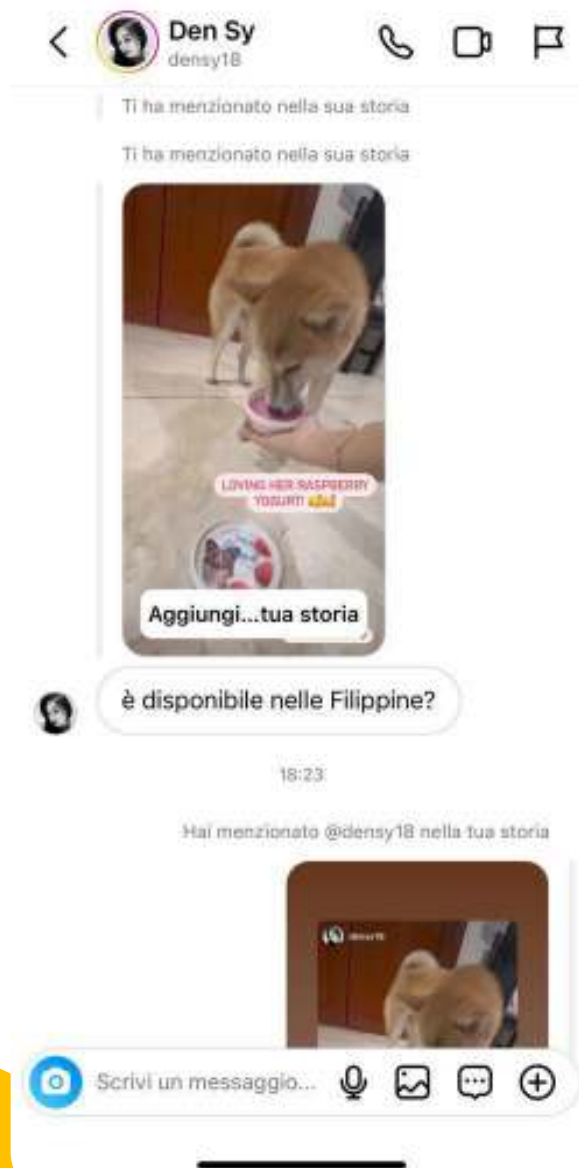 Den Sy
densy18
Ti ha menzionato nella sua storia
Ti ha menzionato nella sua storia
LOVING HER RASPBERRY
YOGURT!
Aggiungi...tua storia
è disponibile nelle Filippine?
18:23
Hai menzionato @densy18 nella tua storia
densy18
Scrivi un messaggio...